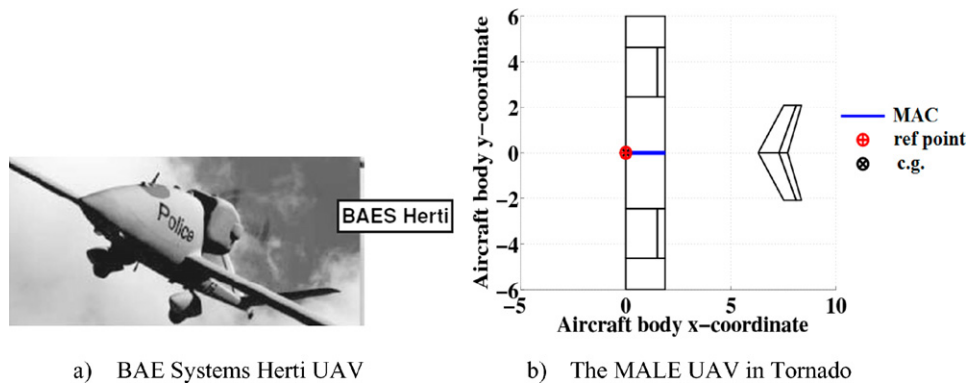 Police
BAES Herti
a) BAE Systems Herti UAV
6
4
2
0
-2
-4
-6
-5
0
5
10
Aircraft body y-coordinate
Aircraft body x-coordinate
MAC
ref point
c.g.
b) The MALE UAV in Tornado